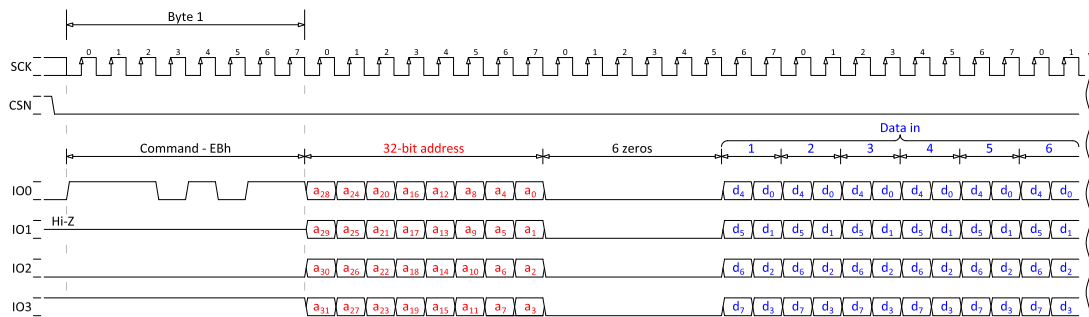 Byte 1
0 1 2 3 4 5 6 7 0 1 2 3 4 5 6 7 0 1 2 3 4 5 6 7 0 1 2 3 4 5 6 7 0 1
SCK
CSN
Data in
Command - EBh 32-bit address 6 zeros 1 2 3 4 5 6
IO0 a28 a24 a20 a16 a12 a8 a4 a0 d4 d0 d4 d0 d4 d0 d4 d0 d4 d0 d4 d0
Hi-Z
IO1 a29 a25 a21 a17 a13 a9 a5 a1 d5 d1 d5 d1 d5 d1 d5 d1 d5 d1 d5 d1
IO2 a30 a26 a22 a18 a14 a10 a6 a2 d6 d2 d6 d2 d6 d2 d6 d2 d6 d2 d6 d2
IO3 a31 a27 a23 a19 a15 a11 a7 a3 d7 d3 d7 d3 d7 d3 d7 d3 d7 d3 d7 d3